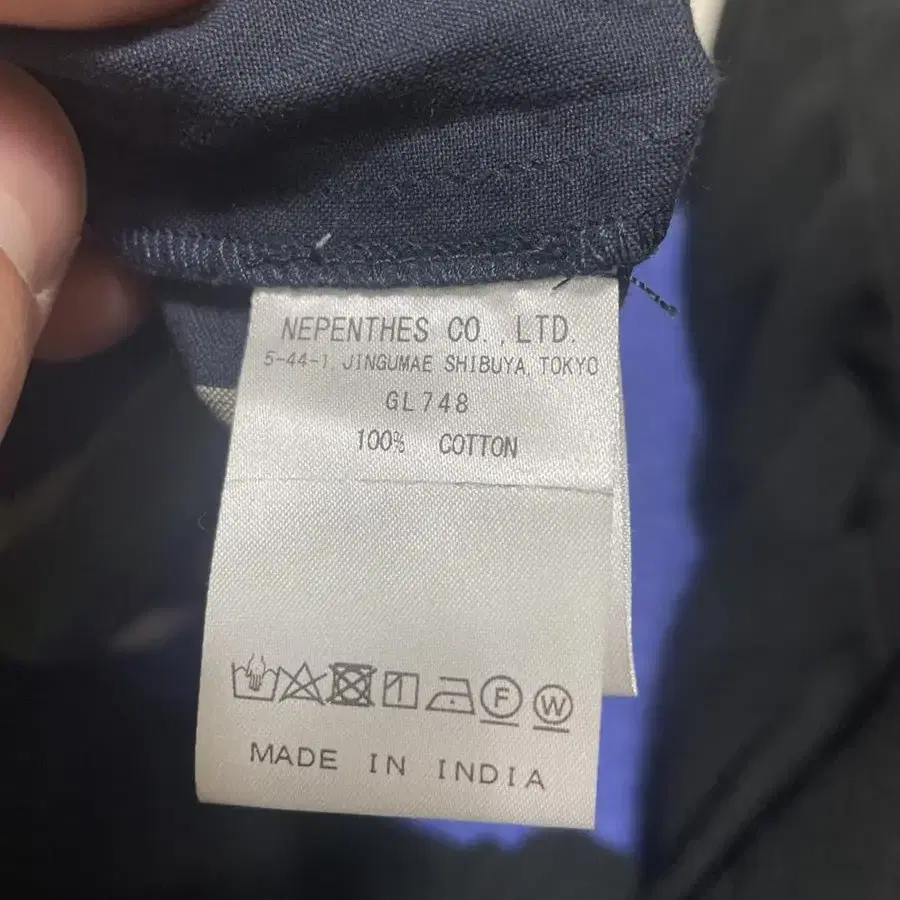 NEPENTHES CO., LTD.
5-44-1 JINGUMAE SHIBUYA, TOKYO
GL748
100% COTTON
F W
MADE IN INDIA